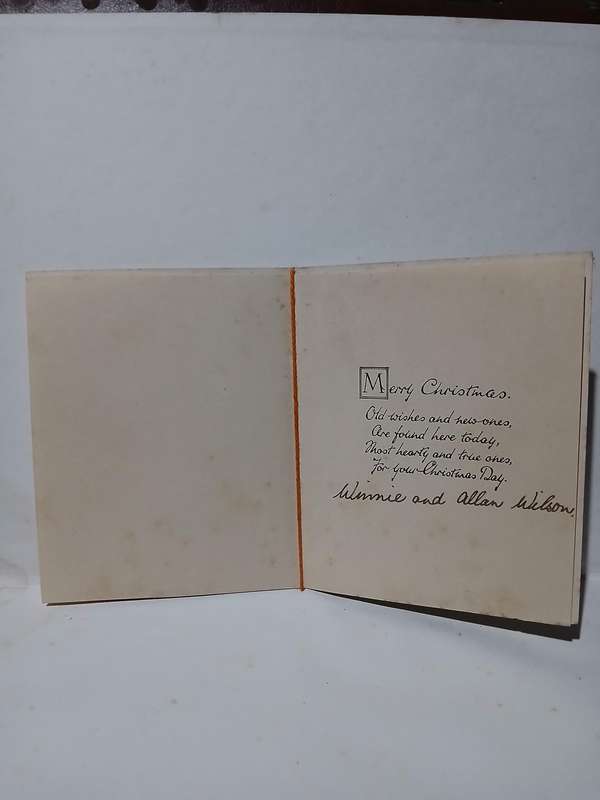 Merry Christmas.
Old wishes and new ones,
Are found here today,
Most hearty and true ones,
For your Christmas Day.
Winnie and Allan Wilson.